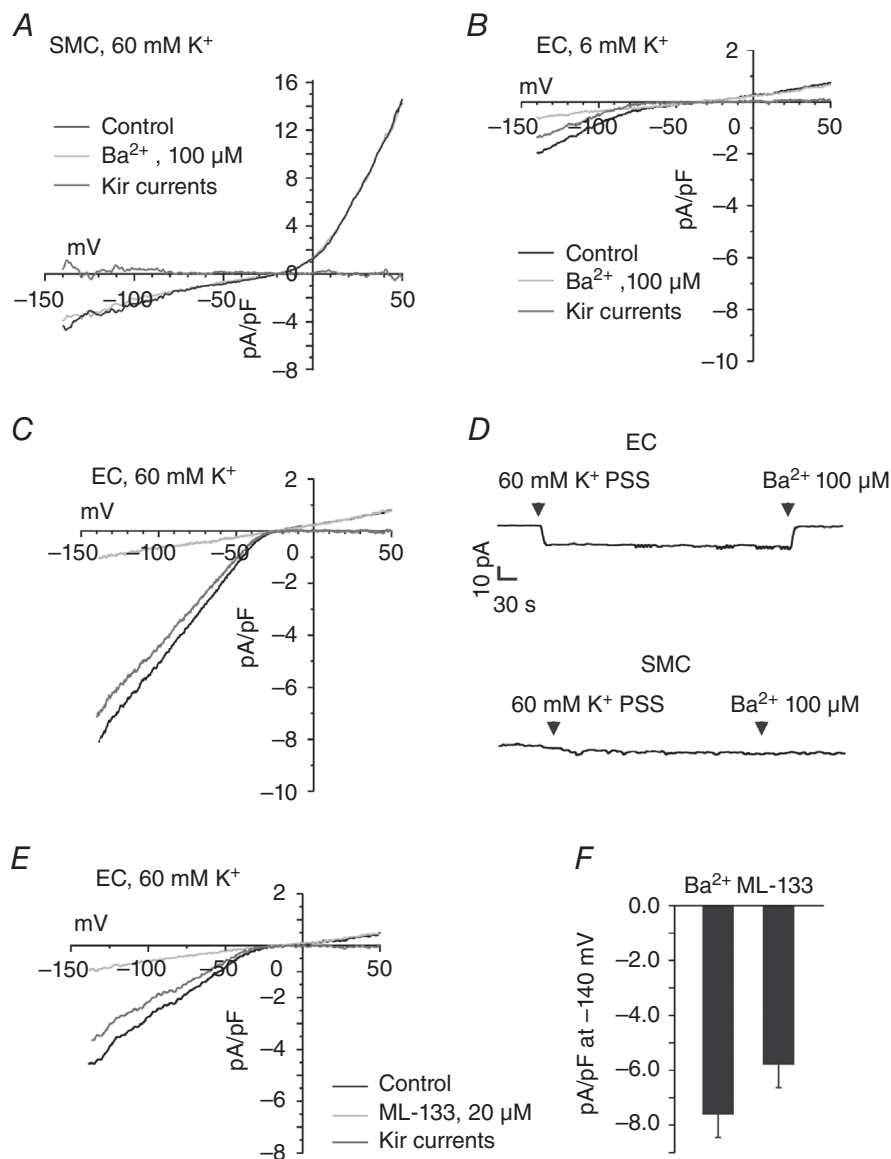 A
SMC, 60 mM K⁺
16
12
8
4
0
−4
−8
mV
−150
−100
−50
50
pA/pF
Control
Ba²⁺ , 100 µM
Kir currents
B
EC, 6 mM K⁺
2
mV
−150
−100
−50
0
50
−2
−4
−6
−8
−10
pA/pF
Control
Ba²⁺ ,100 µM
Kir currents
C
EC, 60 mM K⁺
2
mV
−150
−100
−50
0
50
−2
−4
−6
−8
−10
pA/pF
D
EC
60 mM K⁺ PSS
Ba²⁺ 100 µM
10 pA
30 s
SMC
60 mM K⁺ PSS
Ba²⁺ 100 µM
E
EC, 60 mM K⁺
2
mV
−150
−100
−50
0
50
−2
−4
−6
−8
pA/pF
Control
ML-133, 20 µM
Kir currents
F
Ba²⁺ ML-133
0.0
−2.0
−4.0
−6.0
−8.0
pA/pF at −140 mV